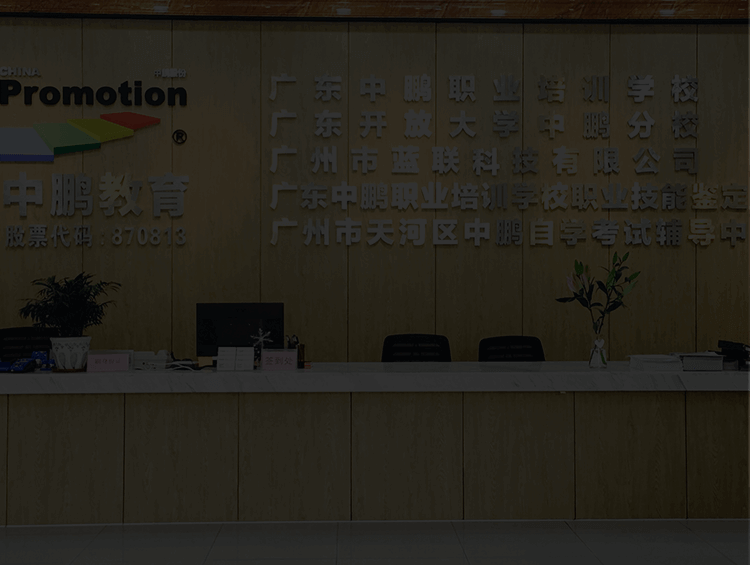 CHINA
Promotion
®
中鹏教育
股票代码：870813
广东中鹏职业培训学校
广东开放大学中鹏分校
广州市蓝联科技有限公司
广东中鹏职业培训学校职业技能鉴定
广州市天河区中鹏自学考试辅导中